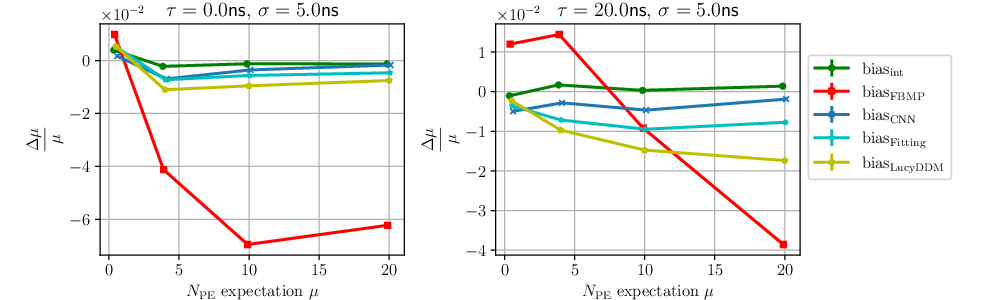 ×10⁻² τ = 0.0ns, σ = 5.0ns
0
−2
−4
−6
Δμ/μ
0 5 10 15 20
N_PE expectation μ
×10⁻² τ = 20.0ns, σ = 5.0ns
1
0
−1
−2
−3
−4
Δμ/μ
0 5 10 15 20
N_PE expectation μ
bias_int
bias_FBMP
bias_CNN
bias_Fitting
bias_LucyDDM